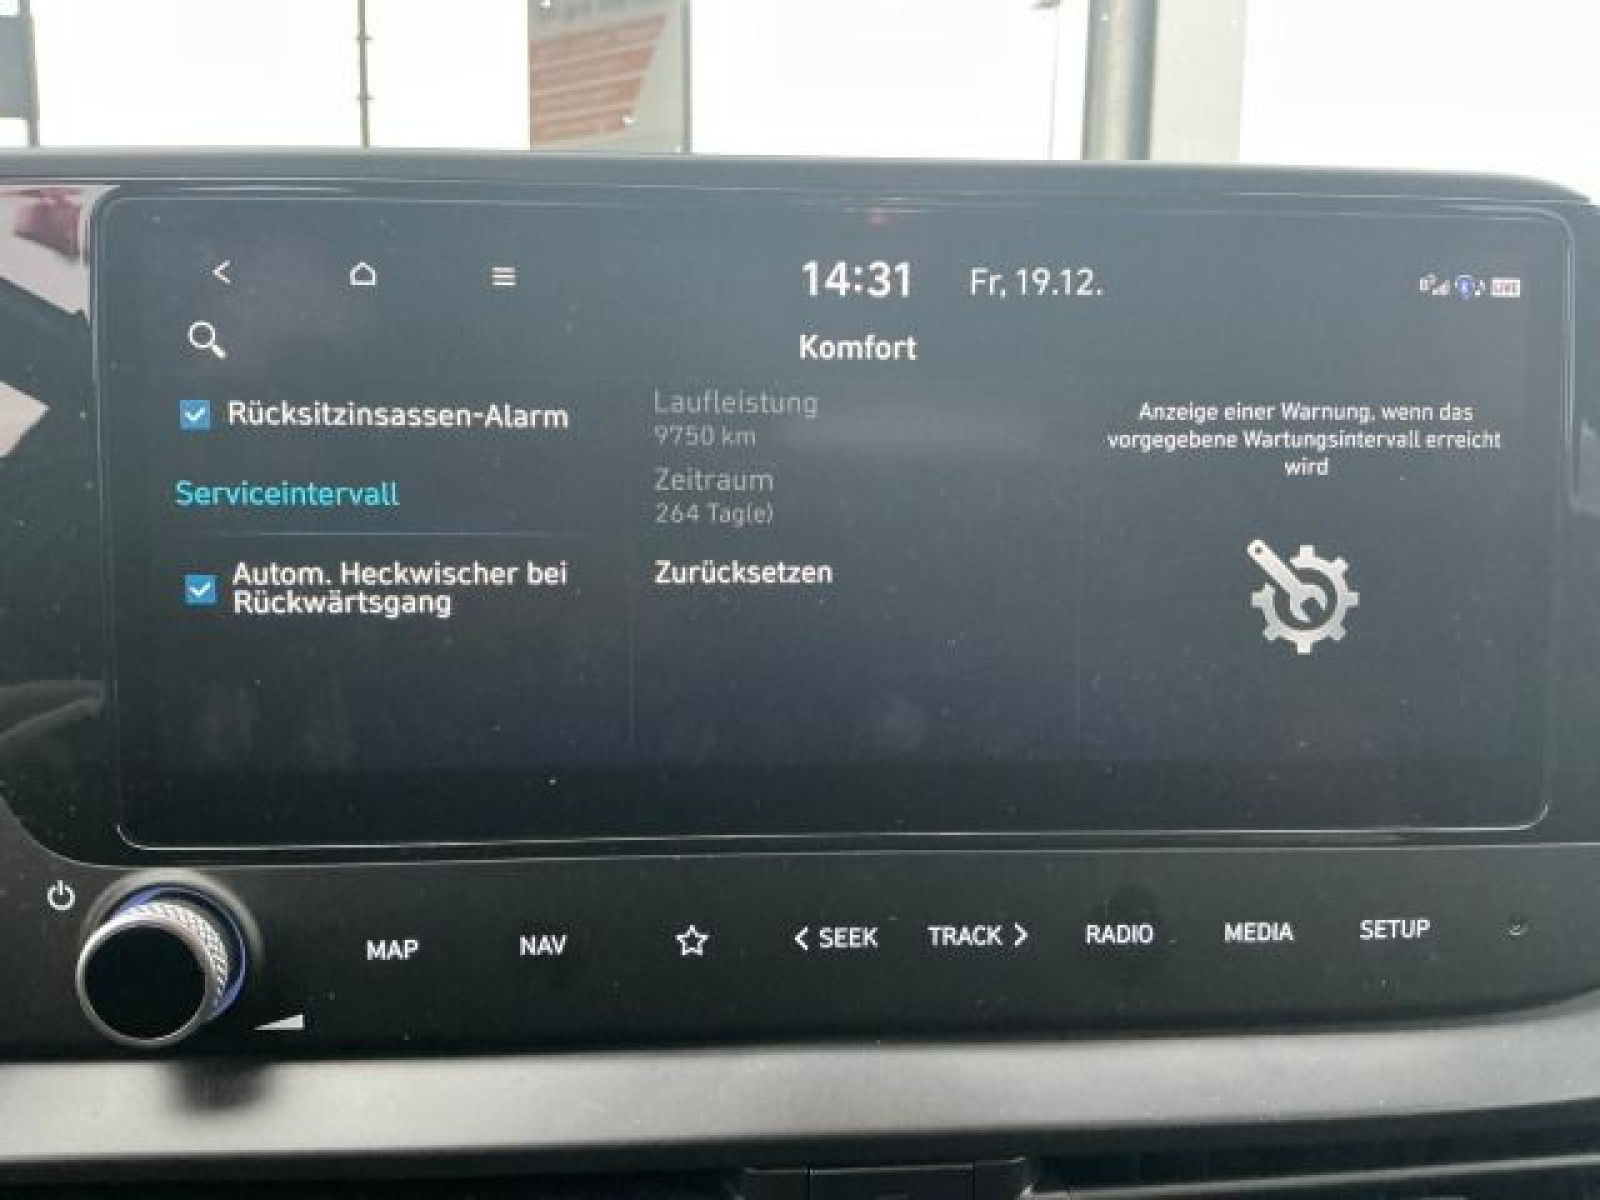 14:31 Fr, 19.12.
LIVE
Komfort
Rücksitzinsassen-Alarm
Serviceintervall
Autom. Heckwischer bei
Rückwärtsgang
Laufleistung
9750 km
Zeitraum
264 Tag(e)
Zurücksetzen
Anzeige einer Warnung, wenn das
vorgegebene Wartungsintervall erreicht
wird
MAP NAV < SEEK TRACK > RADIO MEDIA SETUP